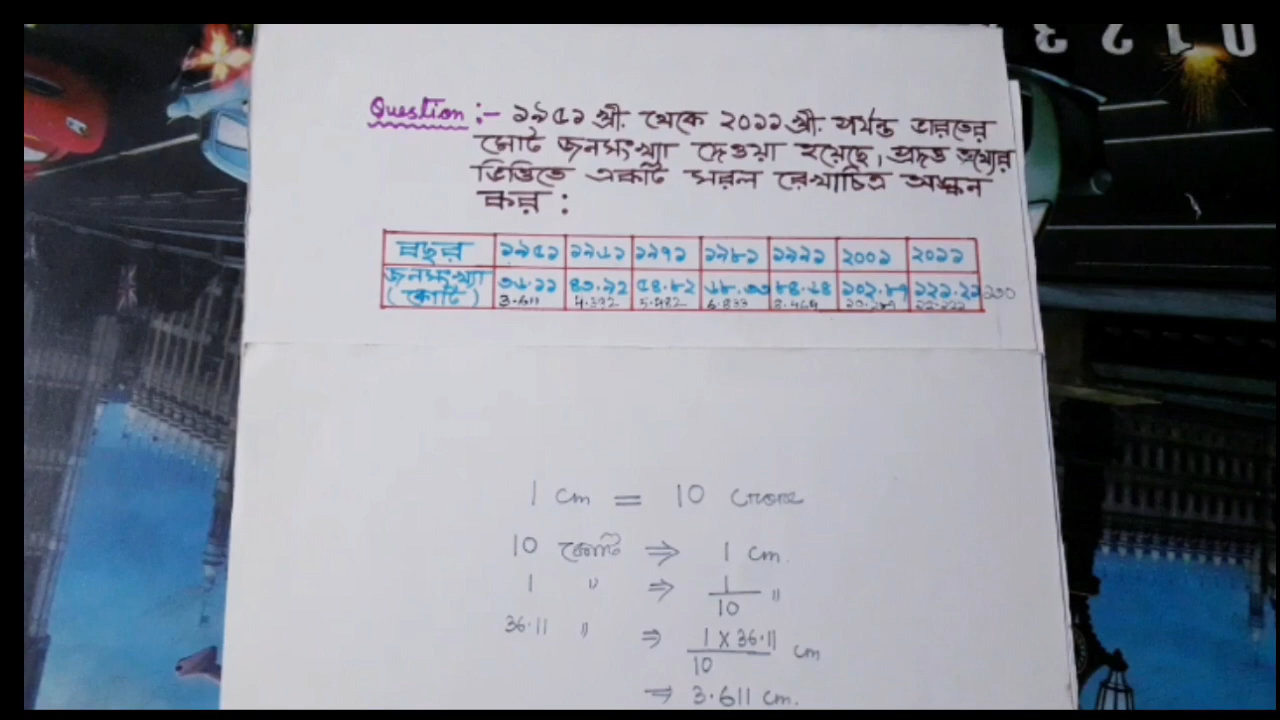 Question :- ১৯৫১ খ্রী. থেকে ২০১১ খ্রী. পর্যন্ত ভারতের
মোট জনসংখ্যা দেওয়া হয়েছে, প্রদত্ত তথ্যের
ভিত্তিতে একটি সরল রেখাচিত্র অঙ্কন
কর :
বছর ১৯৫১ ১৯৬১ ১৯৭১ ১৯৮১ ১৯৯১ ২০০১ ২০১১
জনসংখ্যা (কোটি) ৩৬.১১ ৪৩.৯২ ৫৪.৮২ ৬৮.৩৩ ৮৪.৬৪ ১০২.৮৭
3.611 4.392 5.482 6.833 8.464
1 cm = 10
10 কোটি ⇒ 1 cm.
1 " ⇒ 1/10 "
36.11 " ⇒ 1 X 36.11/10 cm
⇒ 3.611 cm.